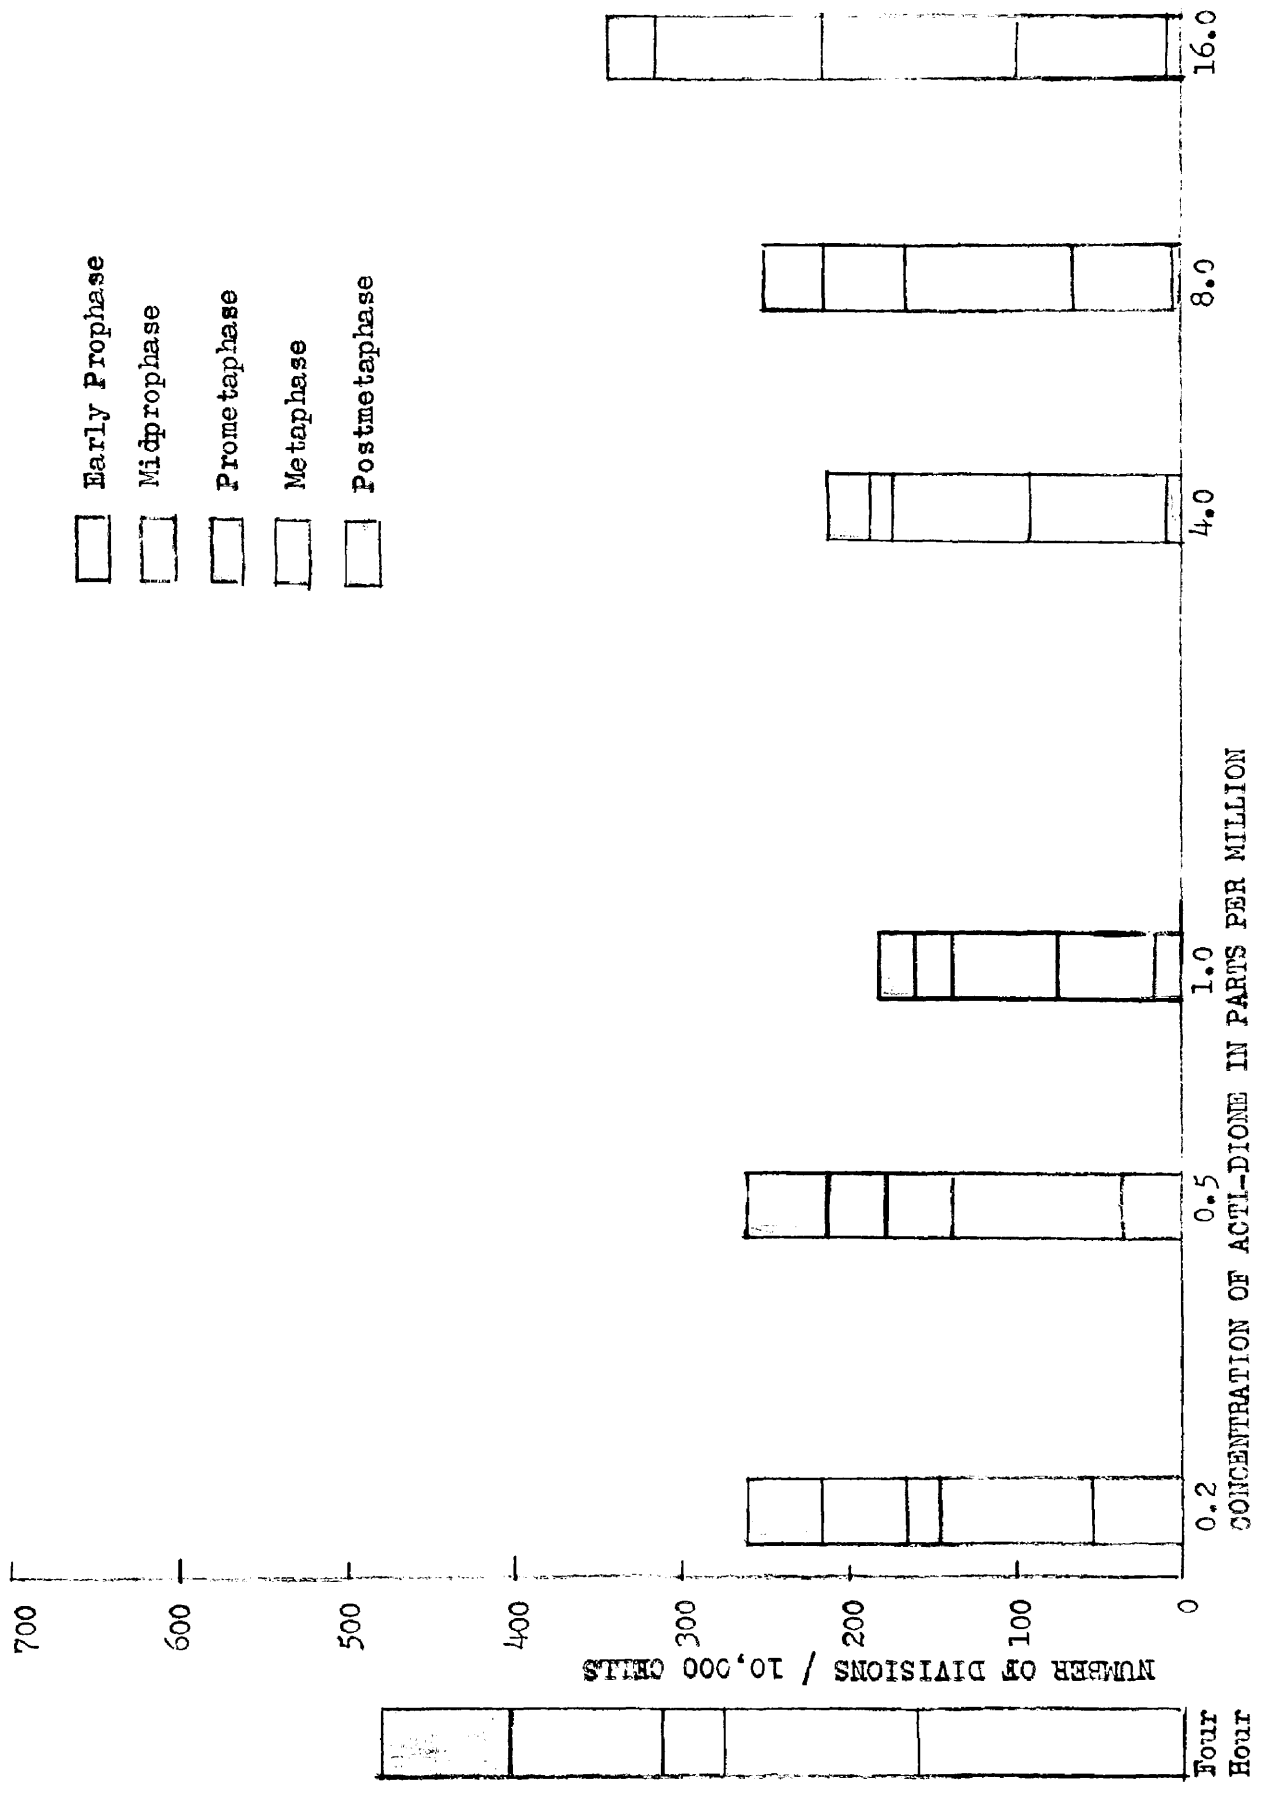 Early Prophase
Midprophase
Prometaphase
Metaphase
Postmetaphase
700
600
500
400
300
200
100
0
NUMBER OF DIVISIONS / 10,000 CELLS
Four
Hour
0.2
0.5
1.0
4.0
8.0
16.0
CONCENTRATION OF ACTI-DIONE IN PARTS PER MILLION